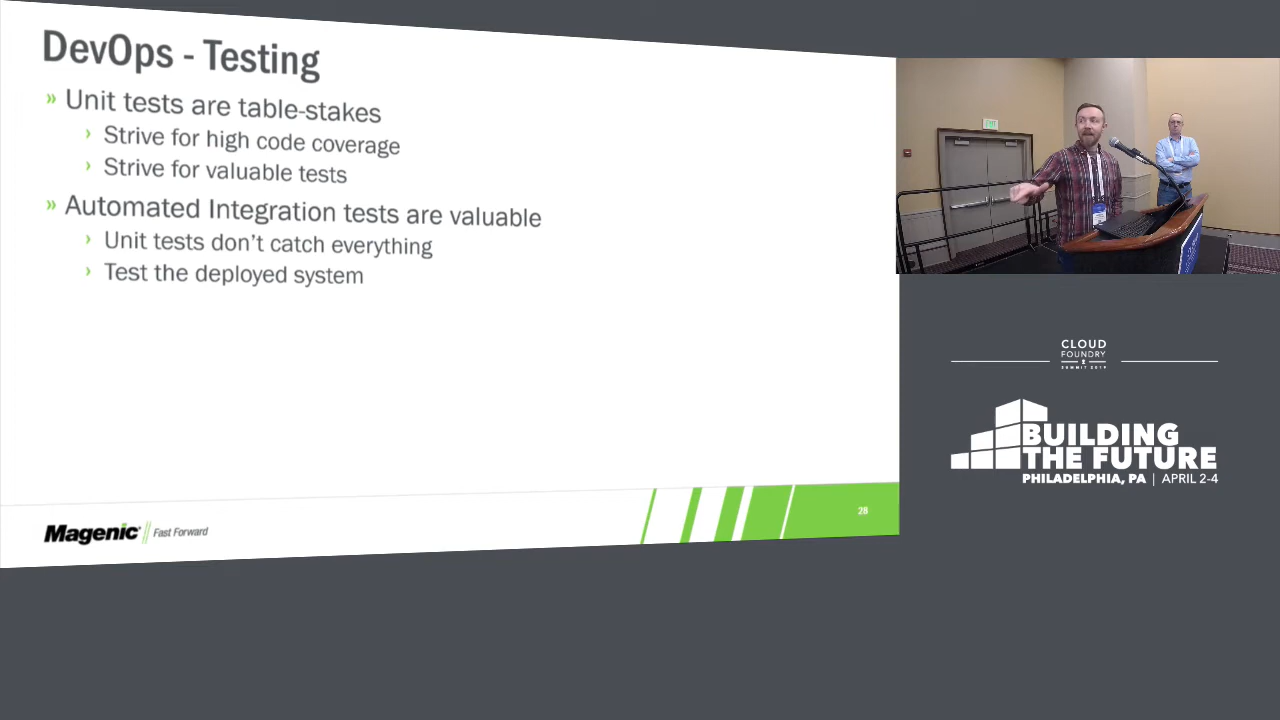 DevOps - Testing
» Unit tests are table-stakes
› Strive for high code coverage
› Strive for valuable tests
» Automated Integration tests are valuable
› Unit tests don't catch everything
› Test the deployed system
Magenic Fast Forward
28
CLOUD
FOUNDRY
SUMMIT 2019
BUILDING
THE FUTURE
PHILADELPHIA, PA | APRIL 2-4